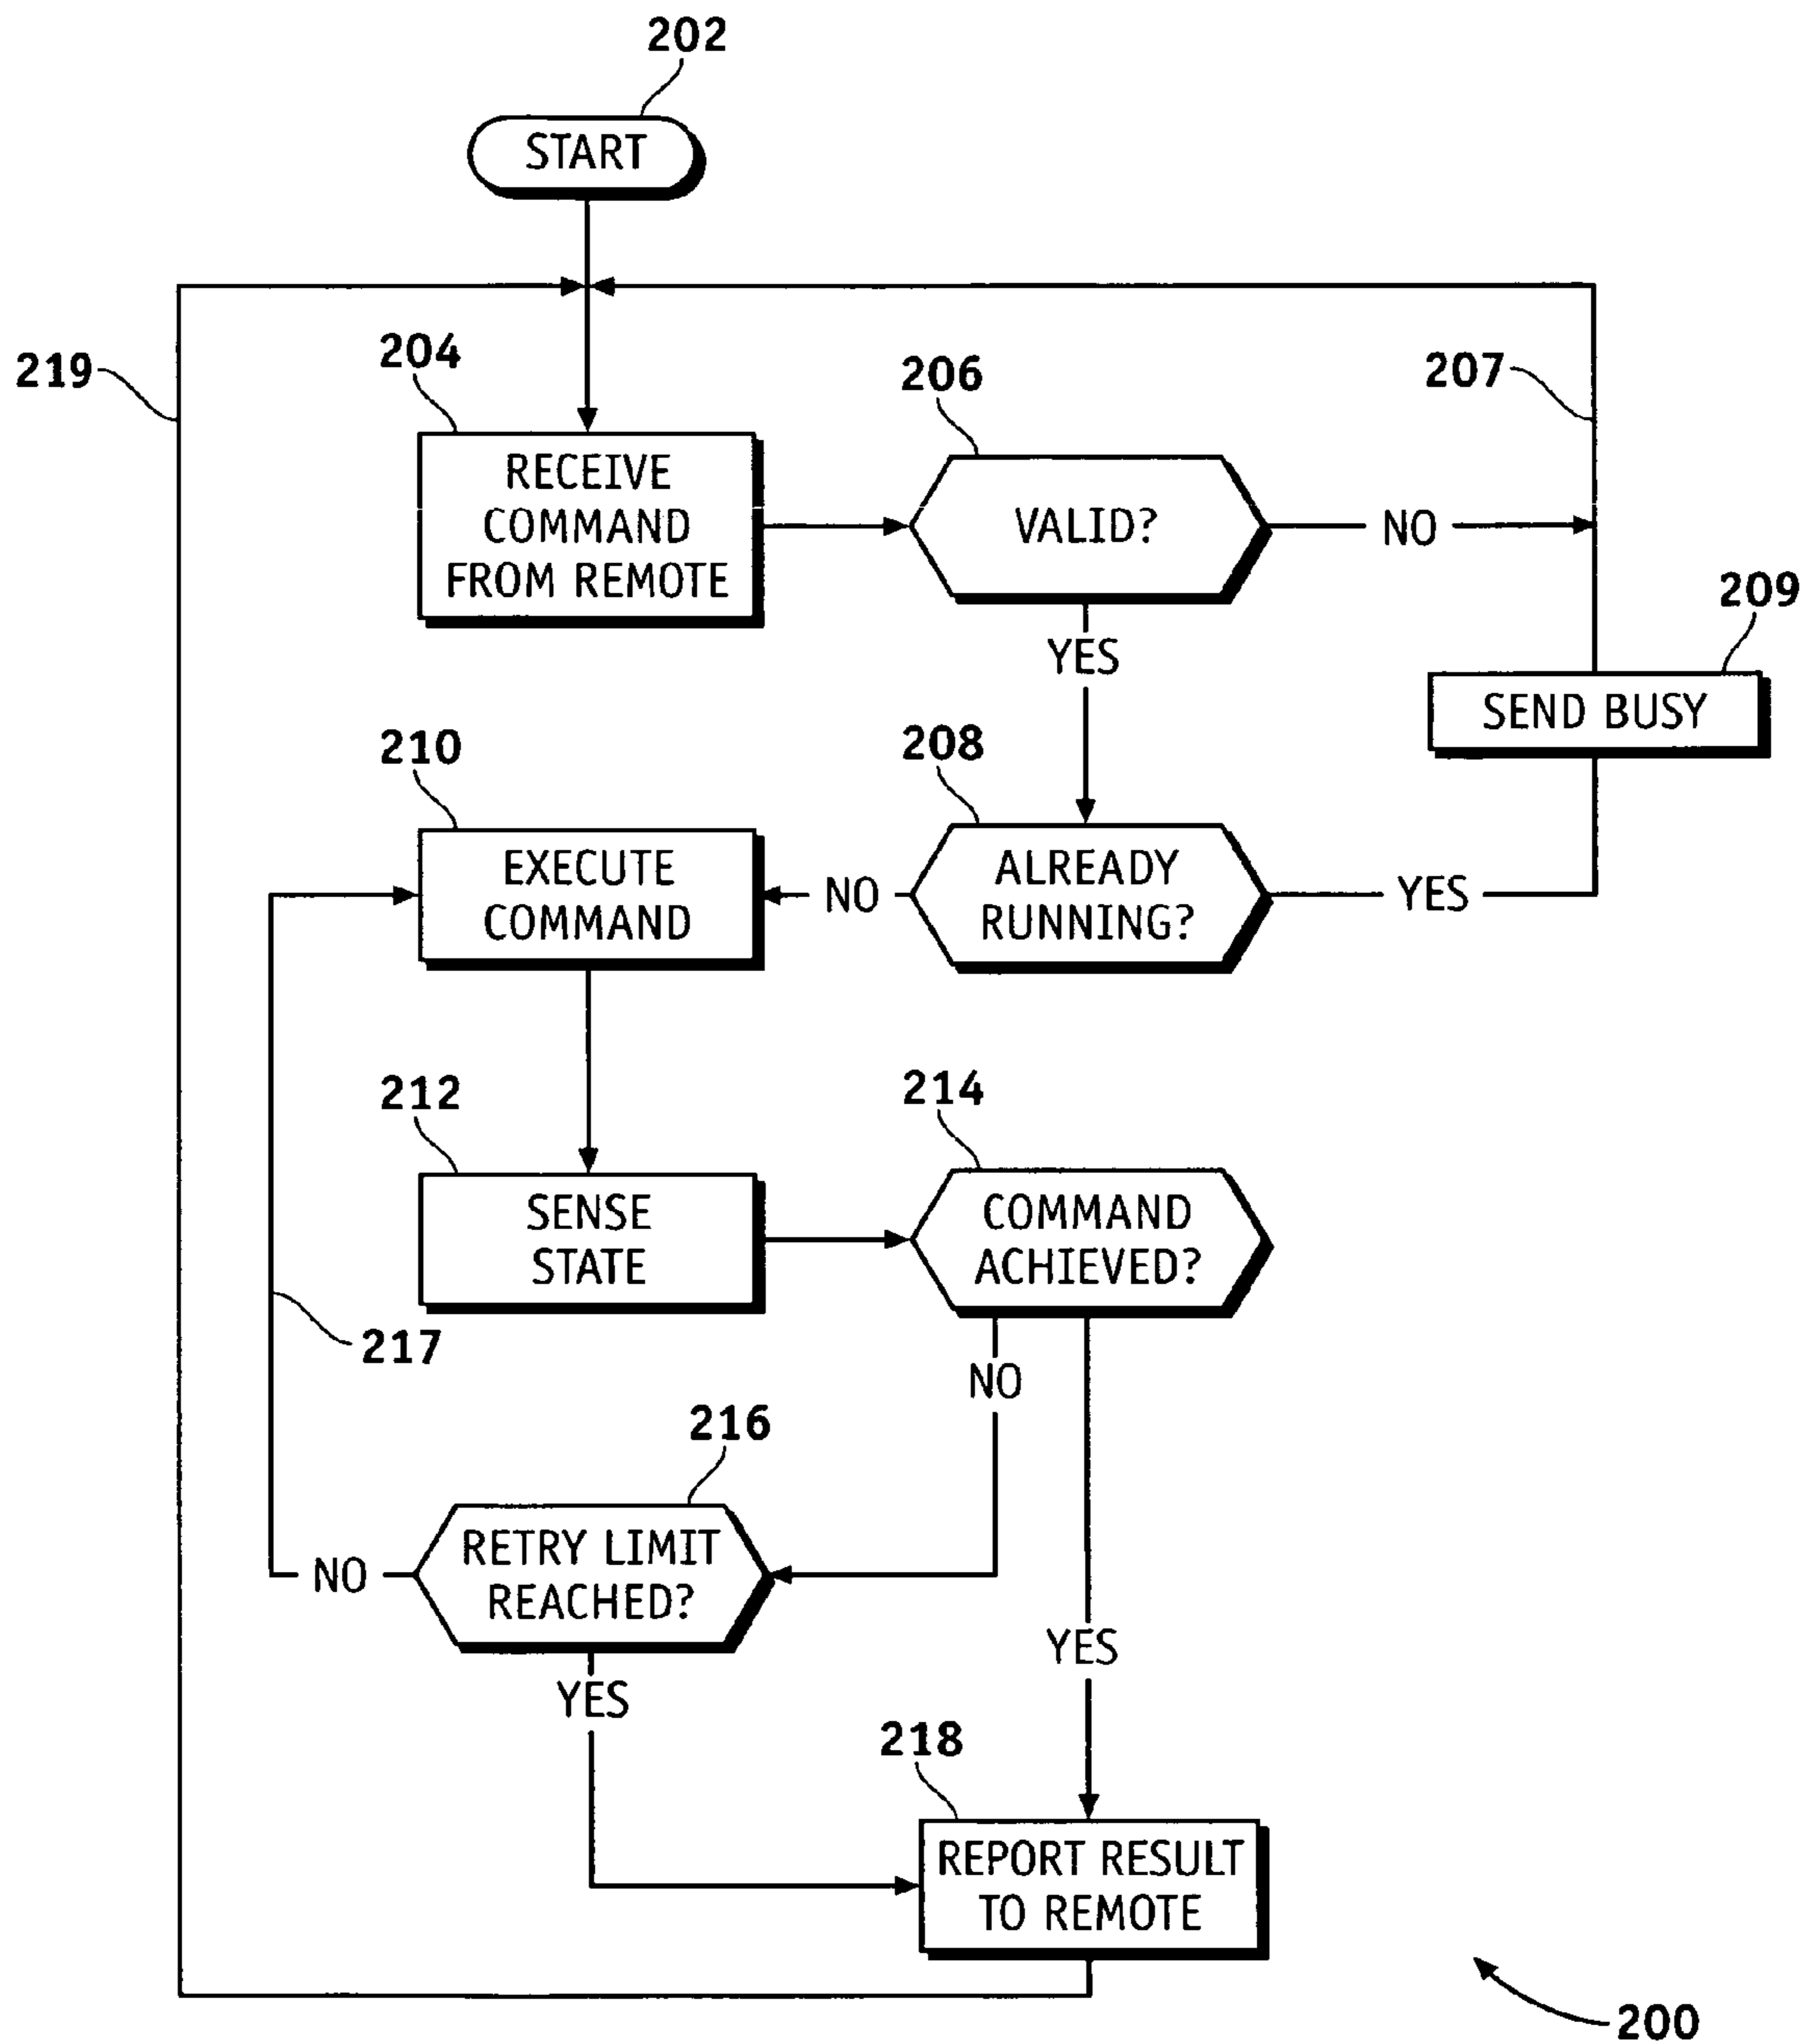 202
START
219
204
206
207
RECEIVE
COMMAND
FROM REMOTE
VALID?
NO
209
YES
SEND BUSY
210
208
EXECUTE
COMMAND
NO
ALREADY
RUNNING?
YES
212
214
SENSE
STATE
COMMAND
ACHIEVED?
217
NO
216
RETRY LIMIT
REACHED?
NO
YES
YES
218
REPORT RESULT
TO REMOTE
200